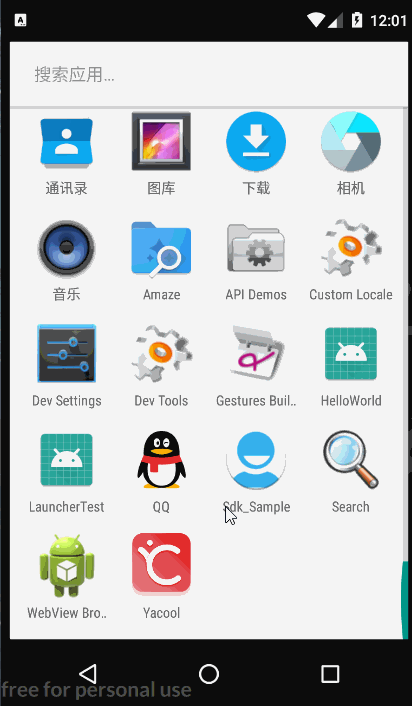 A
12:01
搜索应用...
通讯录 图库 下载 相机
音乐 Amaze API Demos Custom Locale
Dev Settings Dev Tools Gestures Buil.. HelloWorld
LauncherTest QQ Sdk_Sample Search
WebView Bro.. Yacool
free for personal use